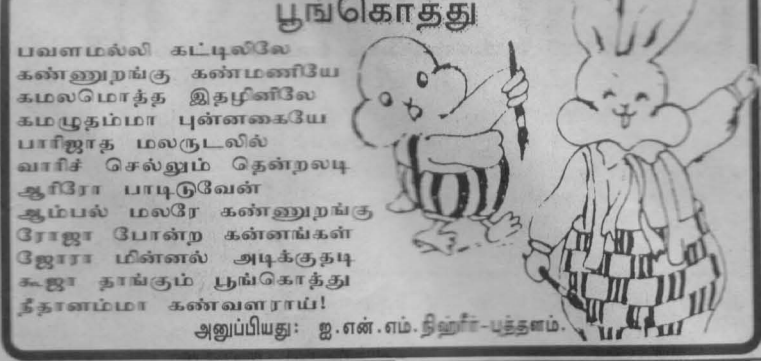 பூங்கொத்து
பவளமல்லி கட்டிலிலே
கண்ணுறங்கு கண்மணியே
கமலமொத்த இதழினிலே
கமழுதம்மா புன்னகையே
பாரிஜாத மலருடலில்
வாரிச் செல்லும் தென்றலடி
ஆரிரோ பாடிடுவேன்
ஆம்பல் மலரே கண்ணுறங்கு
ரோஜா போன்ற கன்னங்கள்
ஜோரா மின்னல் அடிக்குதடி
கூஜா தாங்கும் பூங்கொத்து
நீதானம்மா கண்வளராய்!
அனுப்பியது: ஐ.என்.எம்.நிஹ்ரீர்-புத்தளம்.